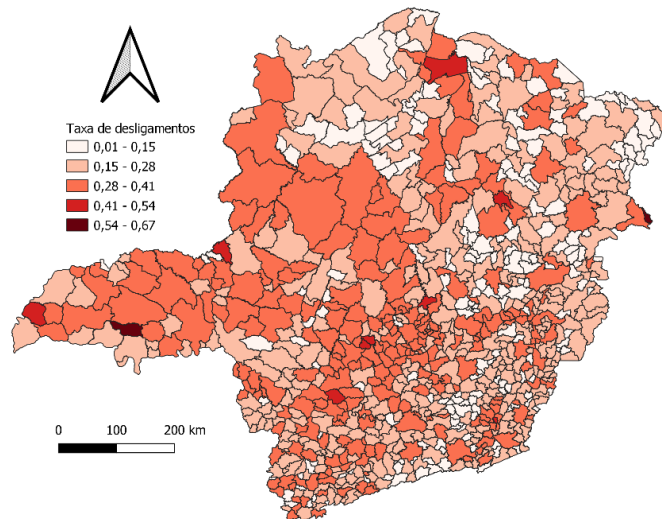 Taxa de desligamentos
0,01 - 0,15
0,15 - 0,28
0,28 - 0,41
0,41 - 0,54
0,54 - 0,67
0 100 200 km